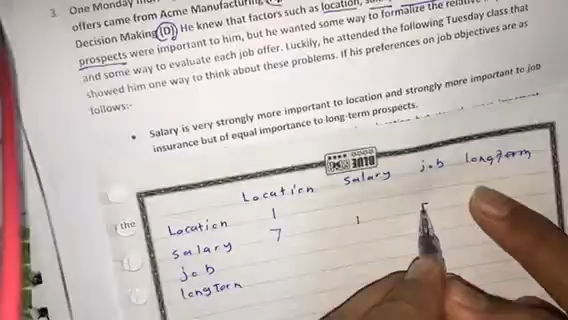 3. One Monday
offers came from Acme Manufacturing
Decision Making (D). He knew that factors such as location,
prospects were important to him, but he wanted some way to formalize the relative
and some way to evaluate each job offer. Luckily, he attended the following Tuesday class that
showed him one way to think about these problems. If his preferences on job objectives are as
follows:-
• Salary is very strongly more important to location and strongly more important to job
insurance but of equal importance to long-term prospects.
the
Location Salary job longTerm
Location 1
Salary 7 1 5
job
longTerm